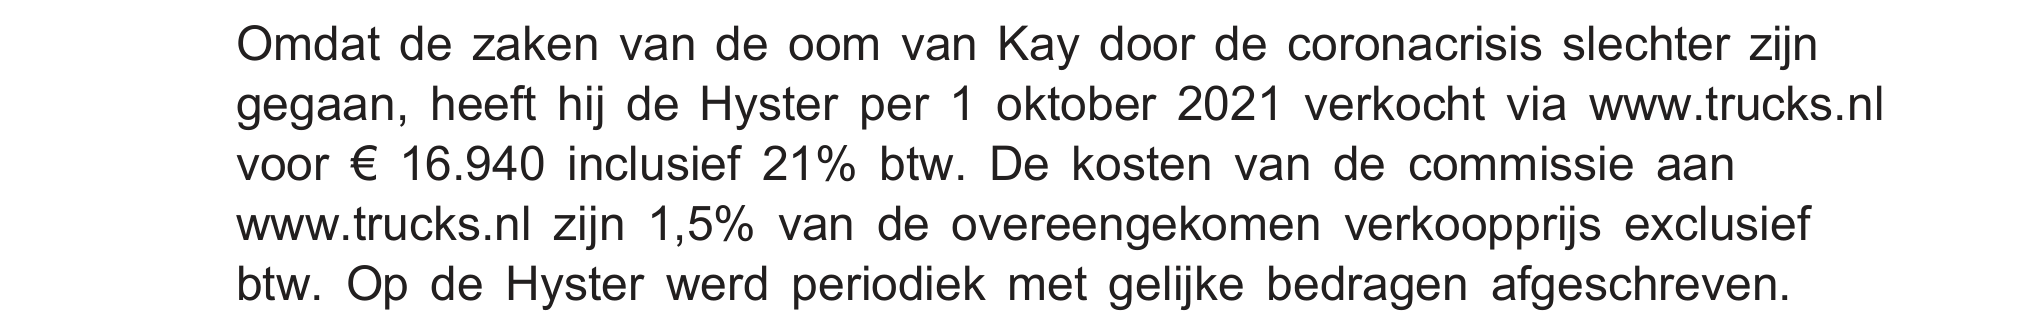 Omdat de zaken van de oom van Kay door de coronacrisis slechter zijn
gegaan, heeft hij de Hyster per 1 oktober 2021 verkocht via www.trucks.nl
voor € 16.940 inclusief 21% btw. De kosten van de commissie aan
www.trucks.nl zijn 1,5% van de overeengekomen verkoopprijs exclusief
btw. Op de Hyster werd periodiek met gelijke bedragen afgeschreven.